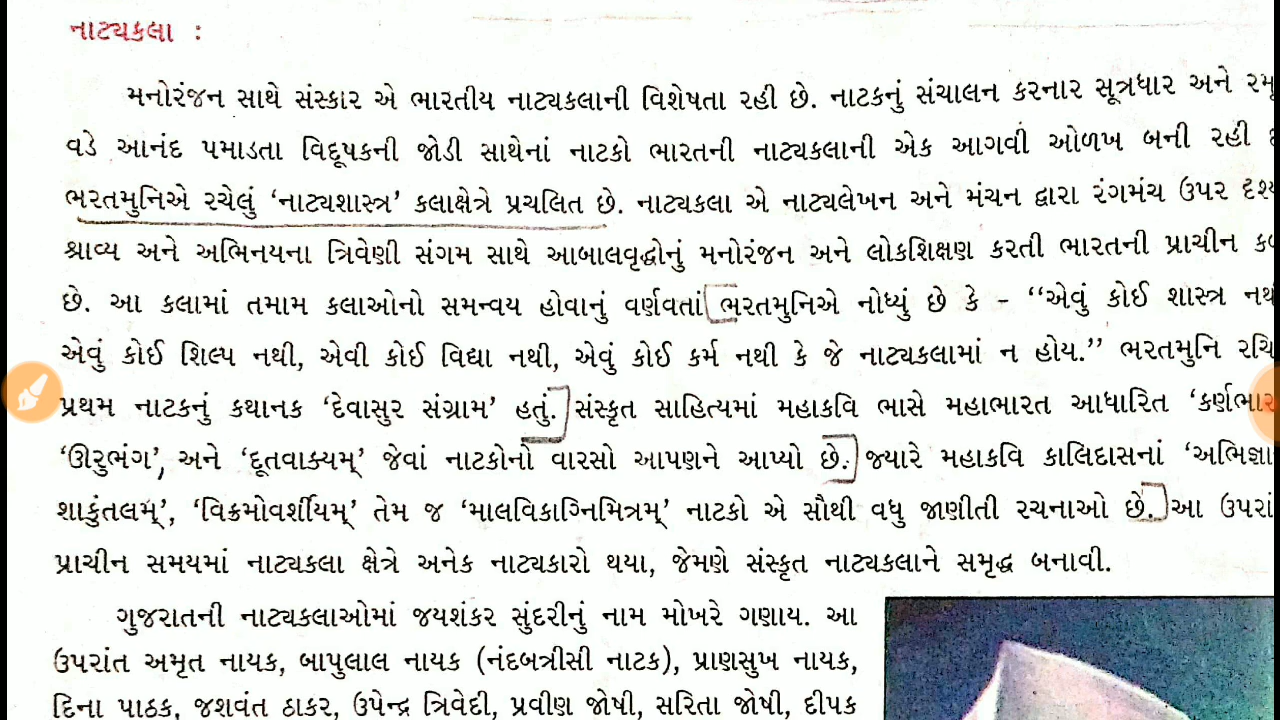 નાટ્યકલા :
મનોરંજન સાથે સંસ્કાર એ ભારતીય નાટ્યકલાની વિશેષતા રહી છે. નાટકનું સંચાલન કરનાર સૂત્રધાર અને
વડે આનંદ પમાડતા વિદૂષકની જોડી સાથેનાં નાટકો ભારતની નાટ્યકલાની એક આગવી ઓળખ બની રહી
ભરતમુનિએ રચેલું ‘નાટ્યશાસ્ત્ર’ કલાક્ષેત્રે પ્રચલિત છે. નાટ્યકલા એ નાટ્યલેખન અને મંચન દ્વારા રંગમંચ ઉપર
શ્રાવ્ય અને અભિનયના ત્રિવેણી સંગમ સાથે આબાલવૃદ્ધોનું મનોરંજન અને લોકશિક્ષણ કરતી ભારતની પ્રાચીન
છે. આ કલામાં તમામ કલાઓનો સમન્વય હોવાનું વર્ણવતાં ભરતમુનિએ નોધ્યું છે કે - “એવું કોઈ શાસ્ત્ર
એવું કોઈ શિલ્પ નથી, એવી કોઈ વિદ્યા નથી, એવું કોઈ કર્મ નથી કે જે નાટ્યકલામાં ન હોય.” ભરતમુનિ
પ્રથમ નાટકનું કથાનક ‘દેવાસુર સંગ્રામ’ હતું. સંસ્કૃત સાહિત્યમાં મહાકવિ ભાસે મહાભારત આધારિત
‘ઊરુભંગ’, અને ‘દૂતવાક્યમ્’ જેવાં નાટકોનો વારસો આપણને આપ્યો છે. જ્યારે મહાકવિ કાલિદાસનાં
શાકુંતલમ્’, ‘વિક્રમોવર્શીયમ્’ તેમ જ ‘માલવિકાગ્નિમિત્રમ્’ નાટકો એ સૌથી વધુ જાણીતી રચનાઓ છે. આ
પ્રાચીન સમયમાં નાટ્યકલા ક્ષેત્રે અનેક નાટ્યકારો થયા, જેમણે સંસ્કૃત નાટ્યકલાને સમૃદ્ધ બનાવી.
ગુજરાતની નાટ્યકલાઓમાં જયશંકર સુંદરીનું નામ મોખરે ગણાય. આ
ઉપરાંત અમૃત નાયક, બાપુલાલ નાયક (નંદબત્રીસી નાટક), પ્રાણસુખ નાયક,
દિના પાઠક, જશવંત ઠાકર, ઉપેન્દ્ર ત્રિવેદી, પ્રવીણ જોષી, સરિતા જોષી, દીપક